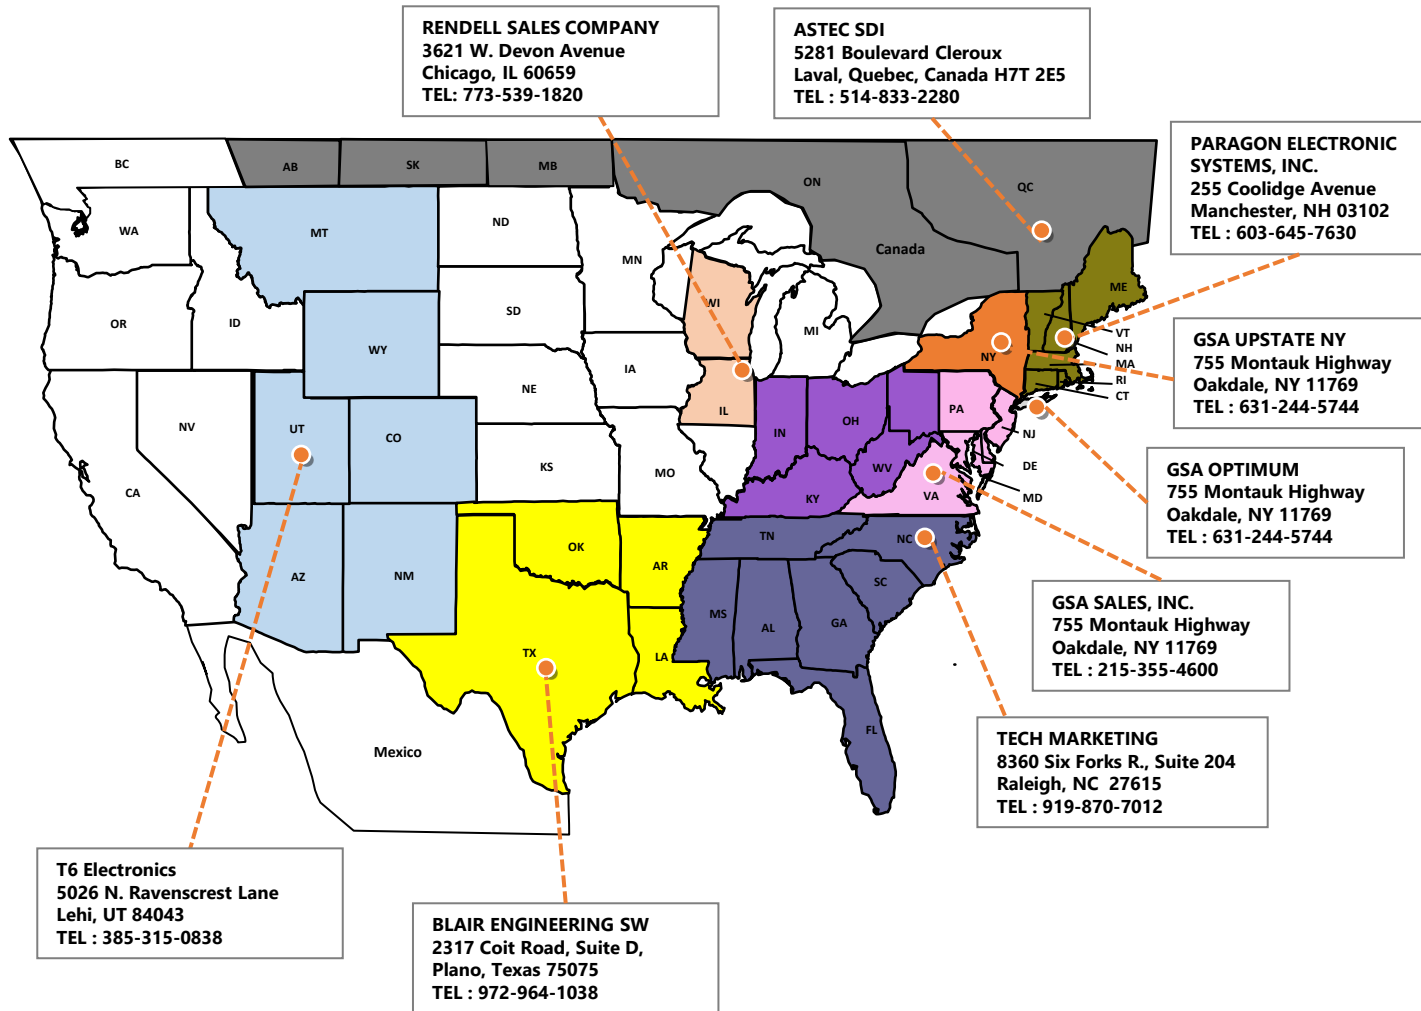 RENDELL SALES COMPANY
3621 W. Devon Avenue
Chicago, IL 60659
TEL: 773-539-1820
ASTEC SDI
5281 Boulevard Cleroux
Laval, Quebec, Canada H7T 2E5
TEL : 514-833-2280
PARAGON ELECTRONIC
SYSTEMS, INC.
255 Coolidge Avenue
Manchester, NH 03102
TEL : 603-645-7630
GSA UPSTATE NY
755 Montauk Highway
Oakdale, NY 11769
TEL : 631-244-5744
GSA OPTIMUM
755 Montauk Highway
Oakdale, NY 11769
TEL : 631-244-5744
GSA SALES, INC.
755 Montauk Highway
Oakdale, NY 11769
TEL : 215-355-4600
TECH MARKETING
8360 Six Forks R., Suite 204
Raleigh, NC 27615
TEL : 919-870-7012
T6 Electronics
5026 N. Ravenscrest Lane
Lehi, UT 84043
TEL : 385-315-0838
BLAIR ENGINEERING SW
2317 Coit Road, Suite D,
Plano, Texas 75075
TEL : 972-964-1038
BC
AB
SK
MB
ON
QC
Canada
WA
MT
ND
MN
OR
ID
WY
SD
WI
MI
NY
ME
VT
NH
MA
RI
CT
NV
UT
CO
NE
IA
IL
IN
OH
PA
NJ
DE
MD
CA
KS
MO
WV
KY
VA
AZ
NM
OK
AR
TN
NC
SC
MS
AL
GA
TX
LA
FL
Mexico